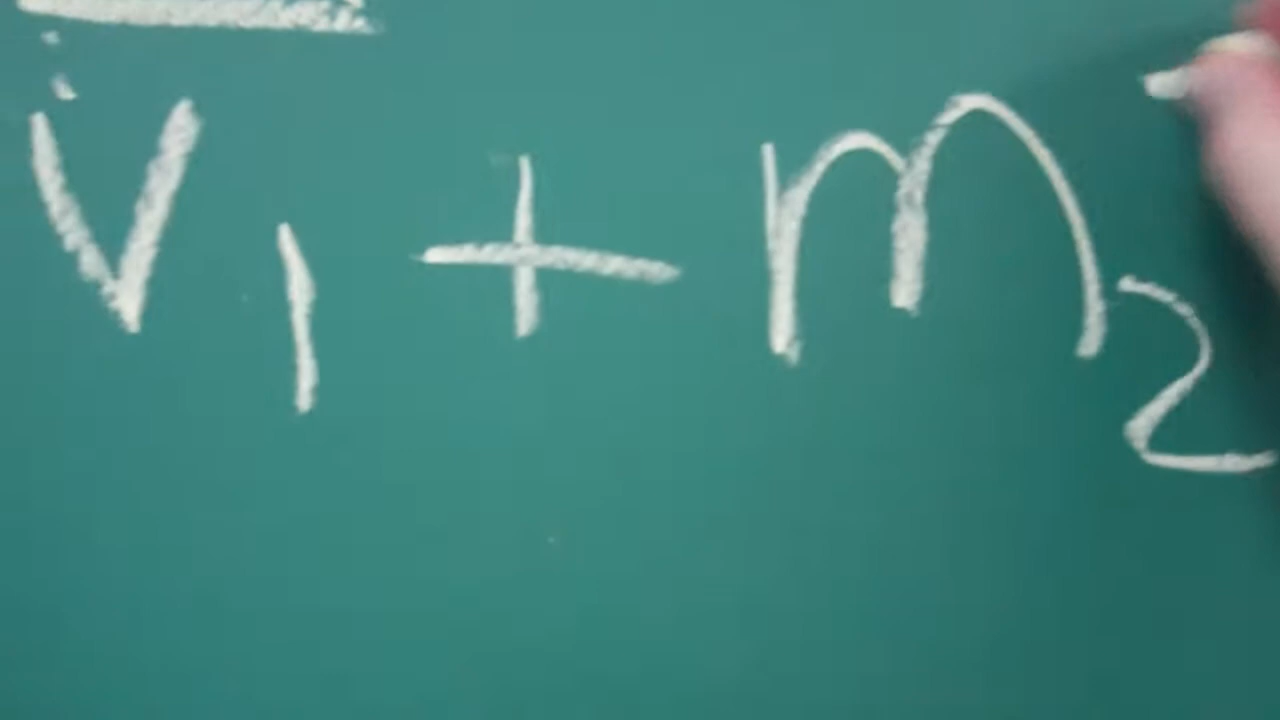 v₁ + m₂